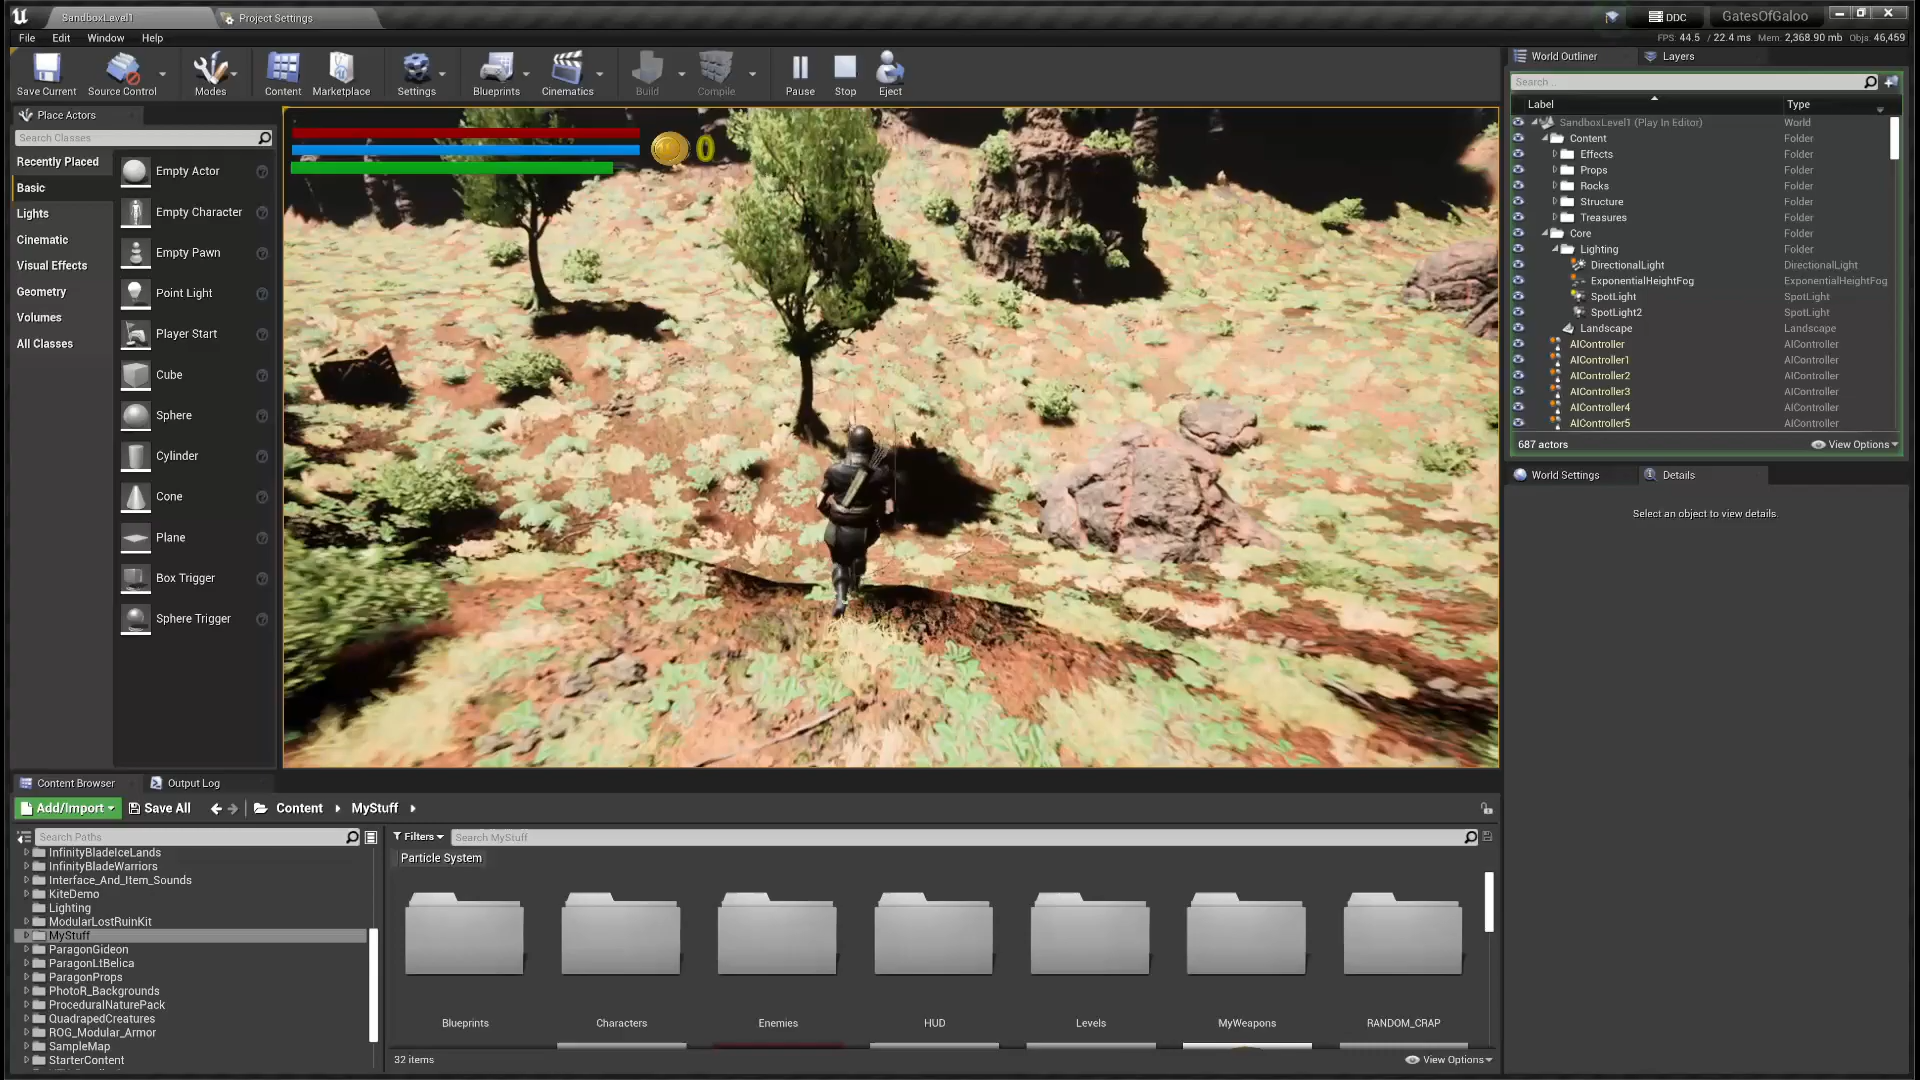 SandboxLevel1
Project Settings
DDC
GatesOfGaloo
File Edit Window Help
FPS: 44.5 / 22.4 ms Mem: 2,368.90 mb Objs: 46,459
Save Current
Source Control
Modes
Content
Marketplace
Settings
Blueprints
Cinematics
Build
Compile
Pause
Stop
Eject
Place Actors
Search Classes
Recently Placed
Basic
Lights
Cinematic
Visual Effects
Geometry
Volumes
All Classes
Empty Actor
Empty Character
Empty Pawn
Point Light
Player Start
Cube
Sphere
Cylinder
Cone
Plane
Box Trigger
Sphere Trigger
0
World Outliner
Layers
Search...
Label Type
SandboxLevel1 (Play In Editor) World
Content Folder
Effects Folder
Props Folder
Rocks Folder
Structure Folder
Treasures Folder
Core Folder
Lighting Folder
DirectionalLight DirectionalLight
ExponentialHeightFog ExponentialHeightFog
SpotLight SpotLight
SpotLight2 SpotLight
Landscape Landscape
AIController AIController
AIController1 AIController
AIController2 AIController
AIController3 AIController
AIController4 AIController
AIController5 AIController
687 actors
View Options
World Settings
Details
Select an object to view details.
Content Browser
Output Log
Add/Import
Save All
Content
MyStuff
Search Paths
InfinityBladeIceLands
InfinityBladeWarriors
Interface_And_Item_Sounds
KiteDemo
Lighting
ModularLostRuinKit
MyStuff
ParagonGideon
ParagonLtBelica
ParagonProps
PhotoR_Backgrounds
ProceduralNaturePack
QuadrapedCreatures
ROG_Modular_Armor
SampleMap
StarterContent
Filters
Search MyStuff
Particle System
Blueprints
Characters
Enemies
HUD
Levels
MyWeapons
RANDOM_CRAP
32 items
View Options